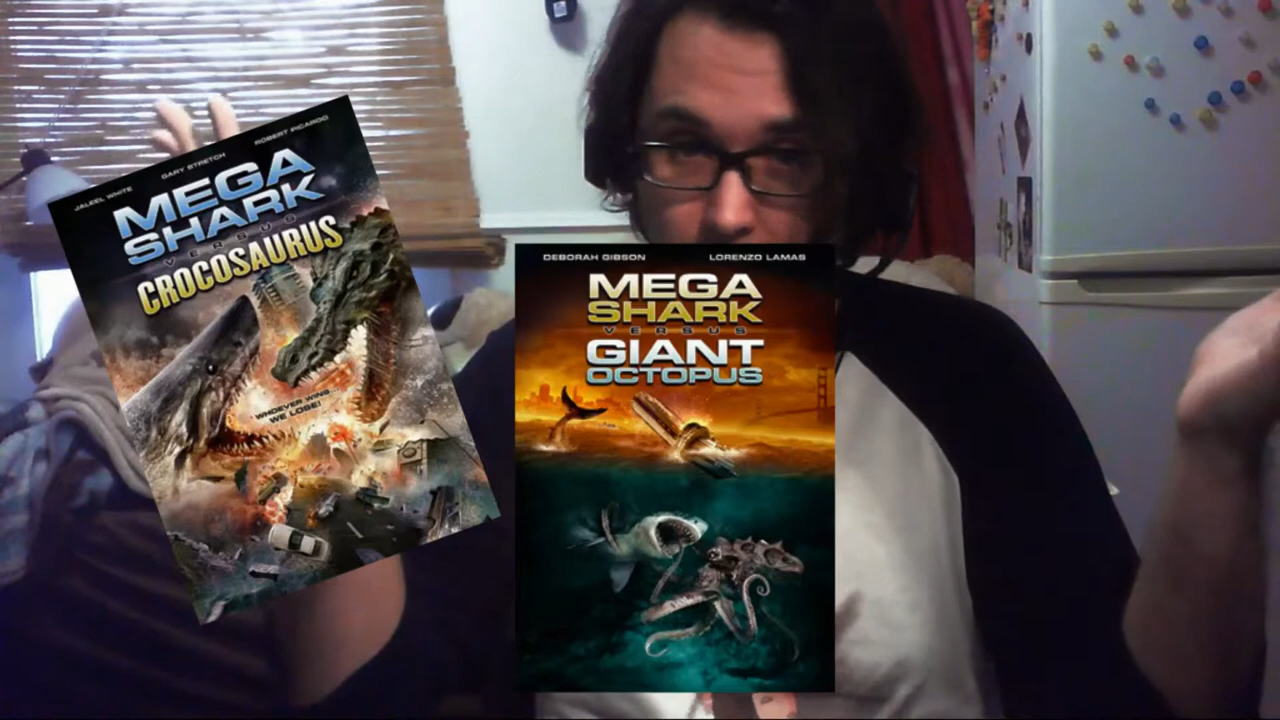 JALEEL WHITE GARY STRETCH ROBERT PICARDO
MEGA
SHARK
VERSUS
CROCOSAURUS
WHOEVER WINS
WE LOSE!
DEBORAH GIBSON LORENZO LAMAS
MEGA
SHARK
VERSUS
GIANT
OCTOPUS